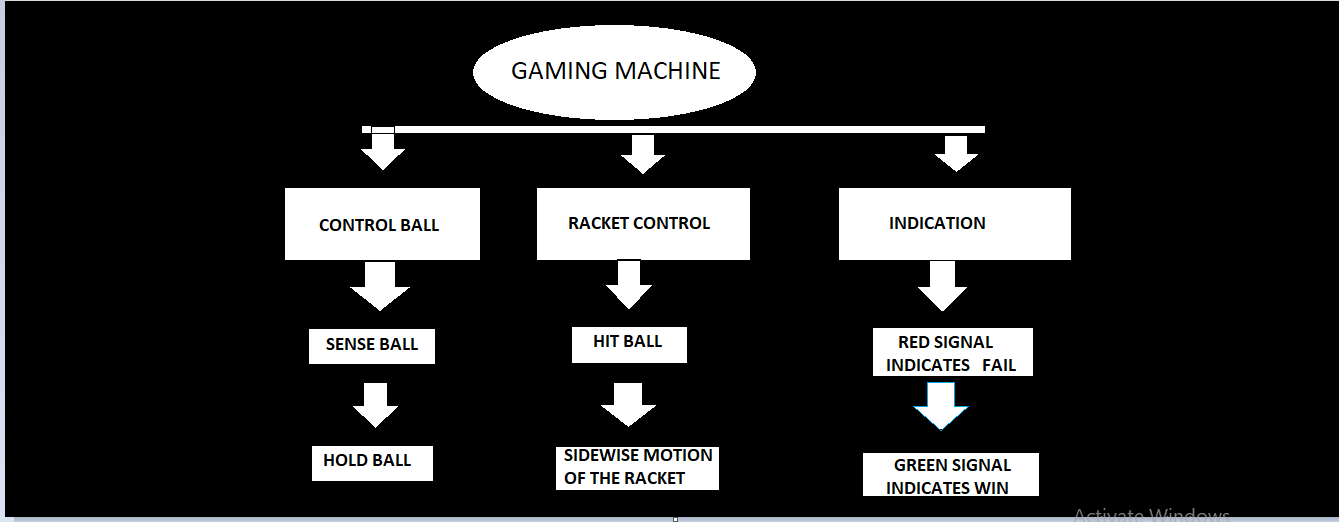 GAMING MACHINE
CONTROL BALL
RACKET CONTROL
INDICATION
SENSE BALL
HIT BALL
RED SIGNAL
INDICATES FAIL
HOLD BALL
SIDEWISE MOTION
OF THE RACKET
GREEN SIGNAL
INDICATES WIN
Activate Windows